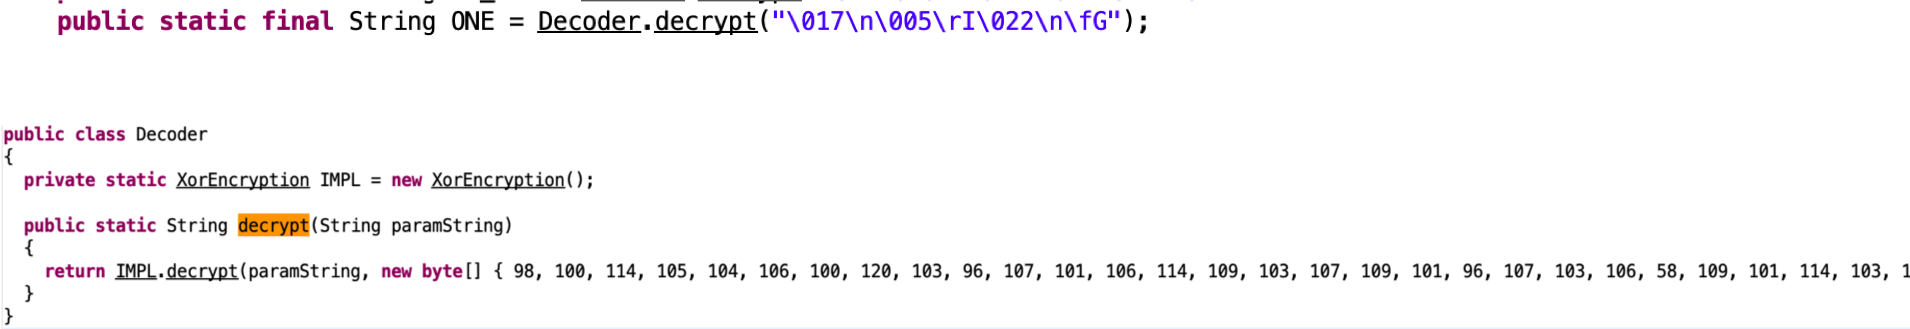 public static final String ONE = Decoder.decrypt("\017\n\005\rI\022\n\fG");
public class Decoder
{
private static XorEncryption IMPL = new XorEncryption();
public static String decrypt(String paramString)
{
return IMPL.decrypt(paramString, new byte[] { 98, 100, 114, 105, 104, 106, 100, 120, 103, 96, 107, 101, 106, 114, 109, 103, 107, 109, 101, 96, 107, 103, 106, 58, 109, 101, 114, 103, 1
}
}